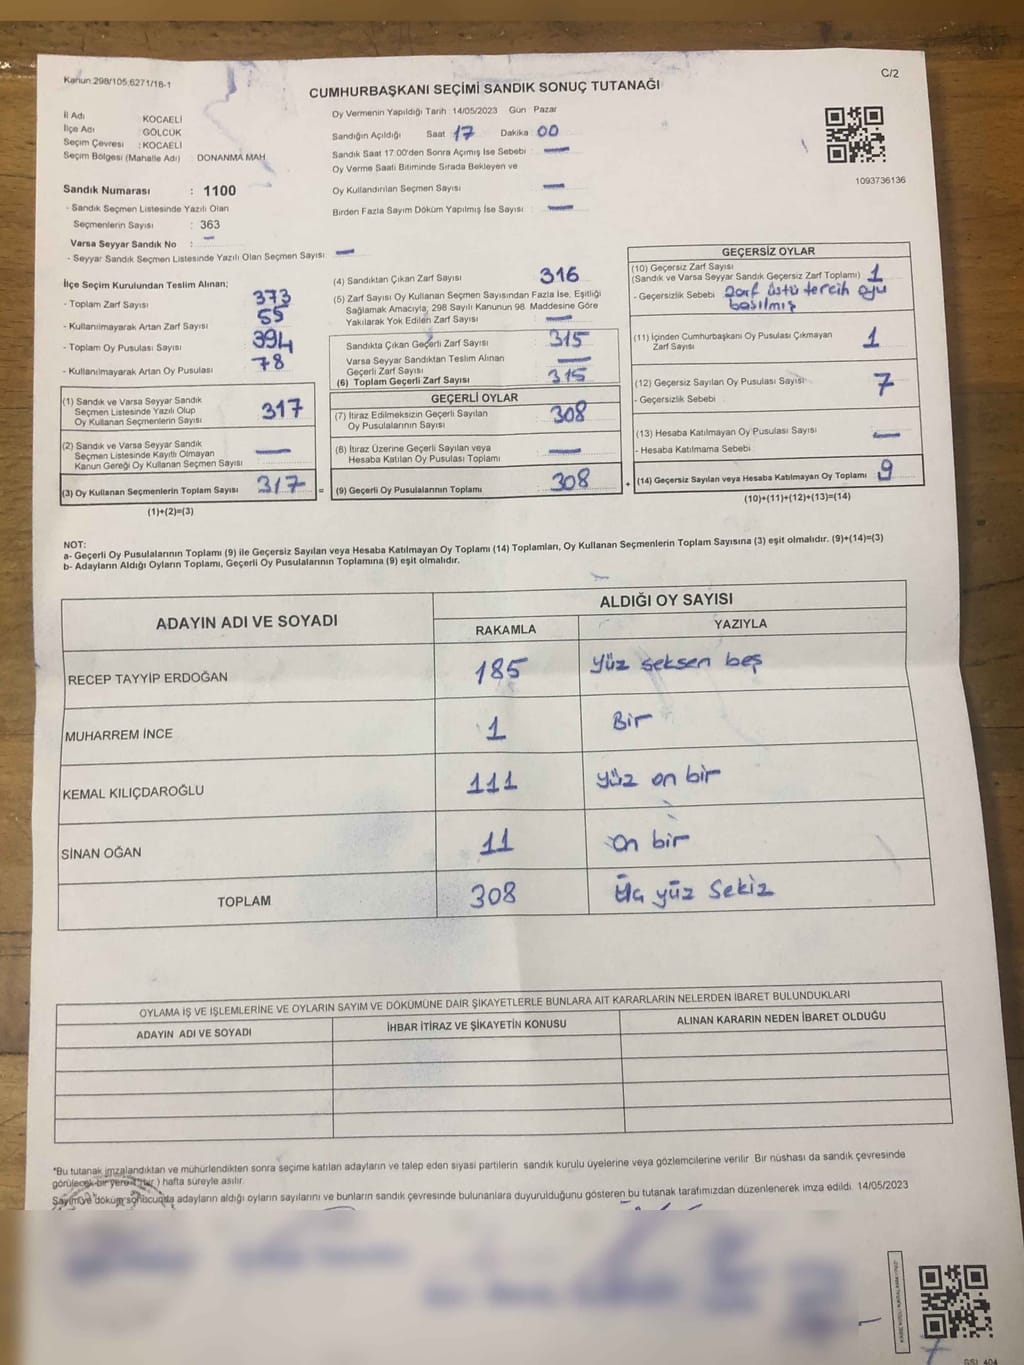 Kanun 298/105,6271/18-1
C/2
CUMHURBAŞKANI SEÇİMİ SANDIK SONUÇ TUTANAĞI
İl Adı KOCAELİ
İlçe Adı GÖLCÜK
Seçim Çevresi : KOCAELİ
Seçim Bölgesi (Mahalle Adı) : DONANMA MAH
Sandık Numarası : 1100
- Sandık Seçmen Listesinde Yazılı Olan
Seçmenlerin Sayısı : 363
Varsa Seyyar Sandık No : —
- Seyyar Sandık Seçmen Listesinde Yazılı Olan Seçmen Sayısı —
Oy Vermenin Yapıldığı Tarih : 14/05/2023 Gün : Pazar
Sandığın Açıldığı Saat 17 Dakika 00
Sandık Saat 17:00'den Sonra Açılmış İse Sebebi : —
Oy Verme Saati Bitiminde Sırada Bekleyen ve
Oy Kullandırılan Seçmen Sayısı : —
Birden Fazla Sayım Döküm Yapılmış İse Sayısı : —
1093736136
İlçe Seçim Kurulundan Teslim Alınan;
- Toplam Zarf Sayısı 373
- Kullanılmayarak Artan Zarf Sayısı 55
- Toplam Oy Pusulası Sayısı 394
- Kullanılmayarak Artan Oy Pusulası 78
(1) Sandık ve Varsa Seyyar Sandık
Seçmen Listesinde Yazılı Olup
Oy Kullanan Seçmenlerin Sayısı 317
(2) Sandık ve Varsa Seyyar Sandık
Seçmen Listesinde Kayıtlı Olmayan
Kanun Gereği Oy Kullanan Seçmen Sayısı —
(3) Oy Kullanan Seçmenlerin Toplam Sayısı 317 =
(1)+(2)=(3)
(4) Sandıktan Çıkan Zarf Sayısı 316
(5) Zarf Sayısı Oy Kullanan Seçmen Sayısından Fazla İse, Eşitliği
Sağlamak Amacıyla, 298 Sayılı Kanunun 98. Maddesine Göre
Yakılarak Yok Edilen Zarf Sayısı —
Sandıkta Çıkan Geçerli Zarf Sayısı 315
Varsa Seyyar Sandıktan Teslim Alınan
Geçerli Zarf Sayısı —
(6) Toplam Geçerli Zarf Sayısı 315
GEÇERLİ OYLAR
(7) İtiraz Edilmeksizin Geçerli Sayılan
Oy Pusulalarının Sayısı 308
(8) İtiraz Üzerine Geçerli Sayılan veya
Hesaba Katılan Oy Pusulası Toplamı —
(9) Geçerli Oy Pusulalarının Toplamı 308 +
GEÇERSİZ OYLAR
(10) Geçersiz Zarf Sayısı
(Sandık ve Varsa Seyyar Sandık Geçersiz Zarf Toplamı) 1
- Geçersizlik Sebebi : Zarf üstü tercih oyu
basılmış
(11) İçinden Cumhurbaşkanı Oy Pusulası Çıkmayan
Zarf Sayısı 1
(12) Geçersiz Sayılan Oy Pusulası Sayısı 7
- Geçersizlik Sebebi :
(13) Hesaba Katılmayan Oy Pusulası Sayısı —
- Hesaba Katılmama Sebebi :
(14) Geçersiz Sayılan veya Hesaba Katılmayan Oy Toplamı 9
(10)+(11)+(12)+(13)=(14)
NOT:
a- Geçerli Oy Pusulalarının Toplamı (9) ile Geçersiz Sayılan veya Hesaba Katılmayan Oy Toplamı (14) Toplamları, Oy Kullanan Seçmenlerin Toplam Sayısına (3) eşit olmalıdır. (9)+(14)=(3)
b- Adayların Aldığı Oyların Toplamı, Geçerli Oy Pusulalarının Toplamına (9) eşit olmalıdır.
ADAYIN ADI VE SOYADI
ALDIĞI OY SAYISI
RAKAMLA YAZIYLA
RECEP TAYYİP ERDOĞAN 185 yüz seksen beş
MUHARREM İNCE 1 Bir
KEMAL KILIÇDAROĞLU 111 yüz on bir
SİNAN OĞAN 11 On bir
TOPLAM 308 Üç yüz Sekiz
OYLAMA İŞ VE İŞLEMLERİNE VE OYLARIN SAYIM VE DÖKÜMÜNE DAİR ŞİKAYETLERLE BUNLARA AİT KARARLARIN NELERDEN İBARET BULUNDUKLARI
ADAYIN ADI VE SOYADI İHBAR İTİRAZ VE ŞİKAYETİN KONUSU ALINAN KARARIN NEDEN İBARET OLDUĞU
*Bu tutanak imzalandıktan ve mühürlendikten sonra seçime katılan adayların ve talep eden siyasi partilerin sandık kurulu üyelerine veya gözlemcilerine verilir. Bir nüshası da sandık çevresinde
görülecek bir yere 1 (bir) hafta süreyle asılır.
Sayım ve döküm sonucunda adayların aldığı oyların sayılarını ve bunların sandık çevresinde bulunanlara duyurulduğunu gösteren bu tutanak tarafımızdan düzenlenerek imza edildi. 14/05/2023